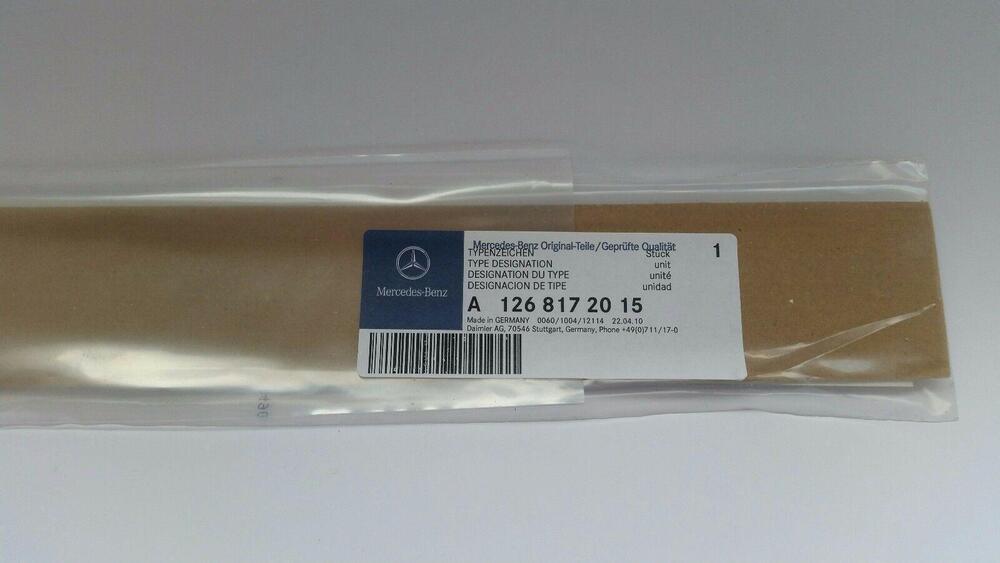 Mercedes-Benz
Mercedes-Benz Original-Teile/Geprüfte Qualität
1
TYPENZEICHEN Stück
TYPE DESIGNATION unit
DESIGNATION DU TYPE unité
DESIGNACION DE TIPE unidad
A 126 817 20 15
Made in GERMANY 0060/1004/12114 22.04.10
Daimler AG, 70546 Stuttgart, Germany, Phone +49(0)711/17-0